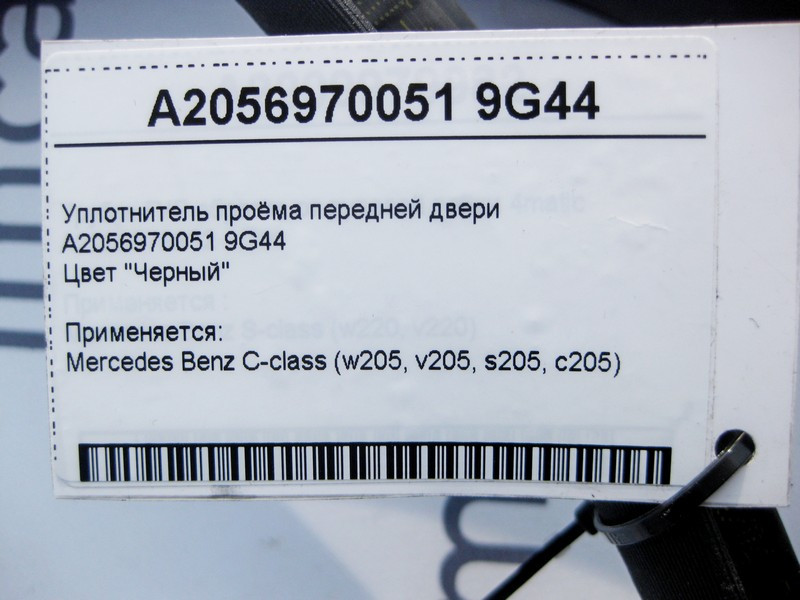 A2056970051 9G44
Уплотнитель проёма передней двери
A2056970051 9G44
Цвет "Черный"
Применяется:
Mercedes Benz C-class (w205, v205, s205, c205)